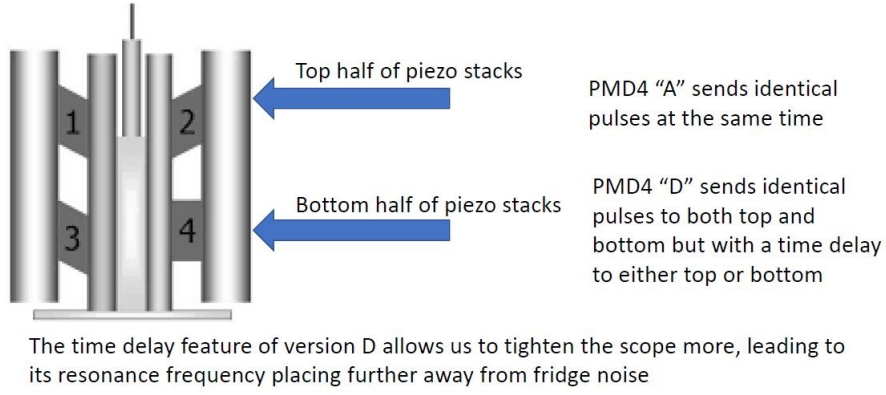 Top half of piezo stacks
PMD4 “A” sends identical
pulses at the same time
1
2
Bottom half of piezo stacks
PMD4 “D” sends identical
pulses to both top and
bottom but with a time delay
to either top or bottom
3
4
The time delay feature of version D allows us to tighten the scope more, leading to
its resonance frequency placing further away from fridge noise